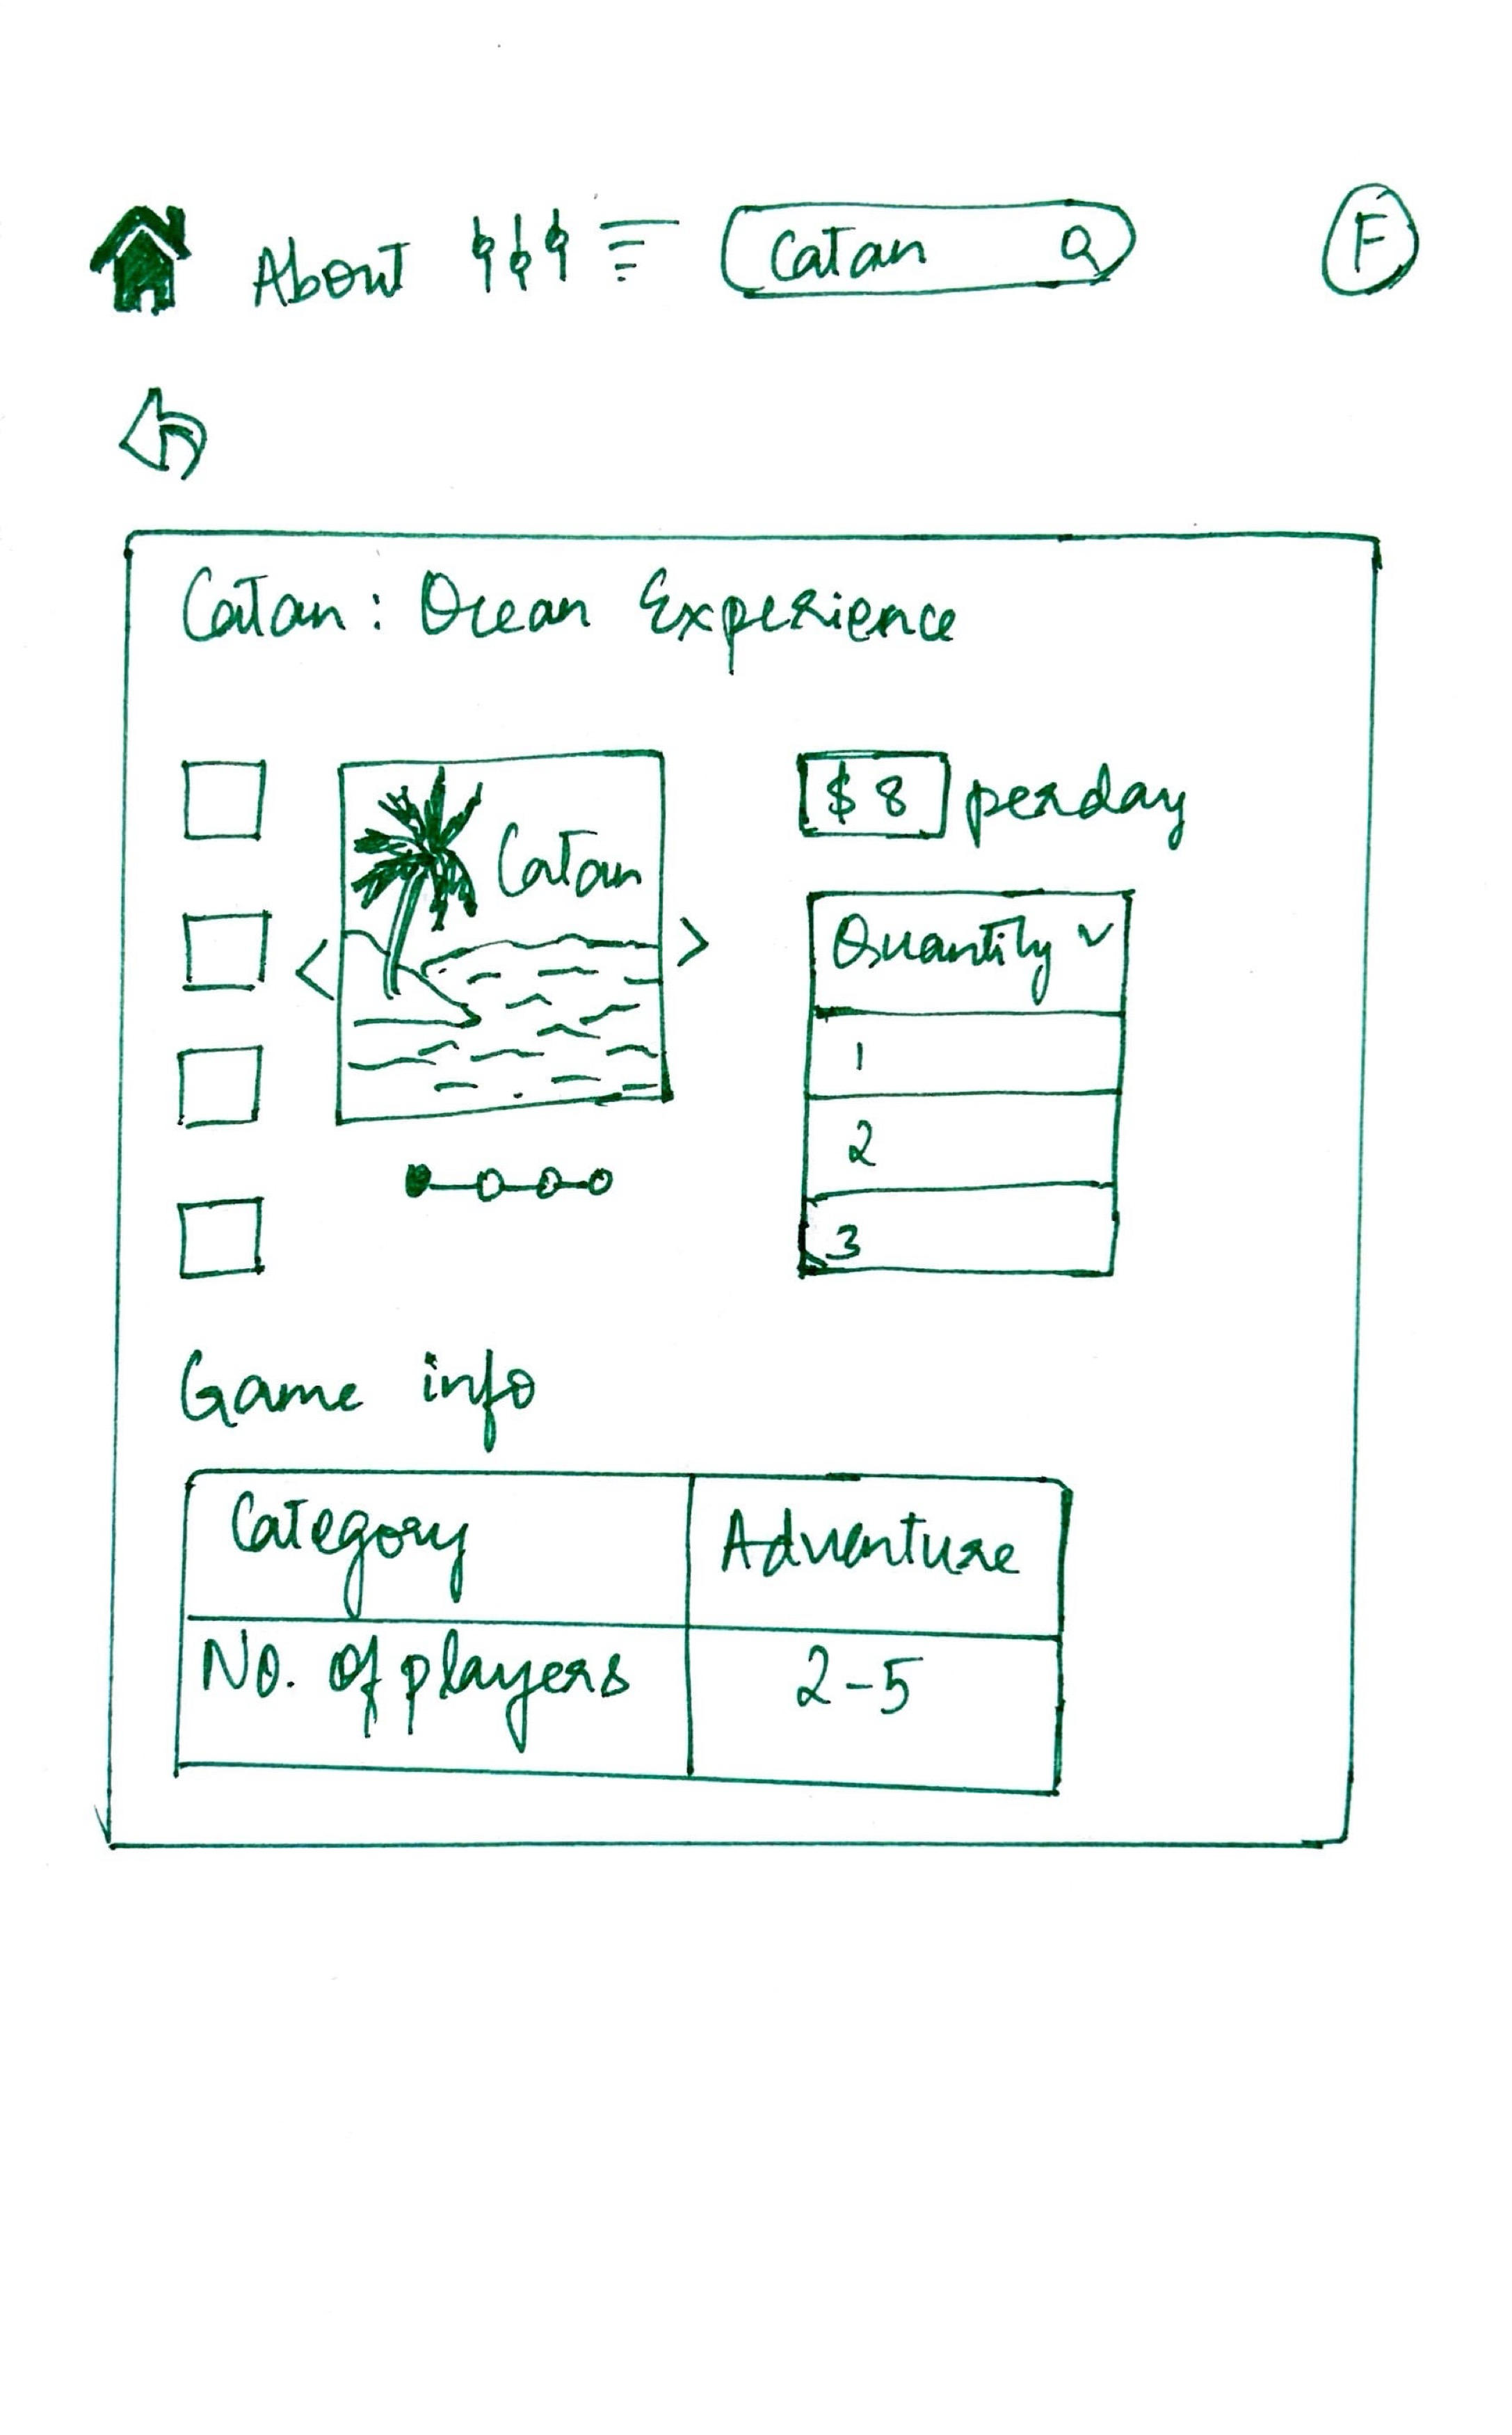 About Catan F
Catan: Ocean Experience
Catan
$8 perday
Quantity
1
2
3
Game info
Category Adventure
No. of players 2-5